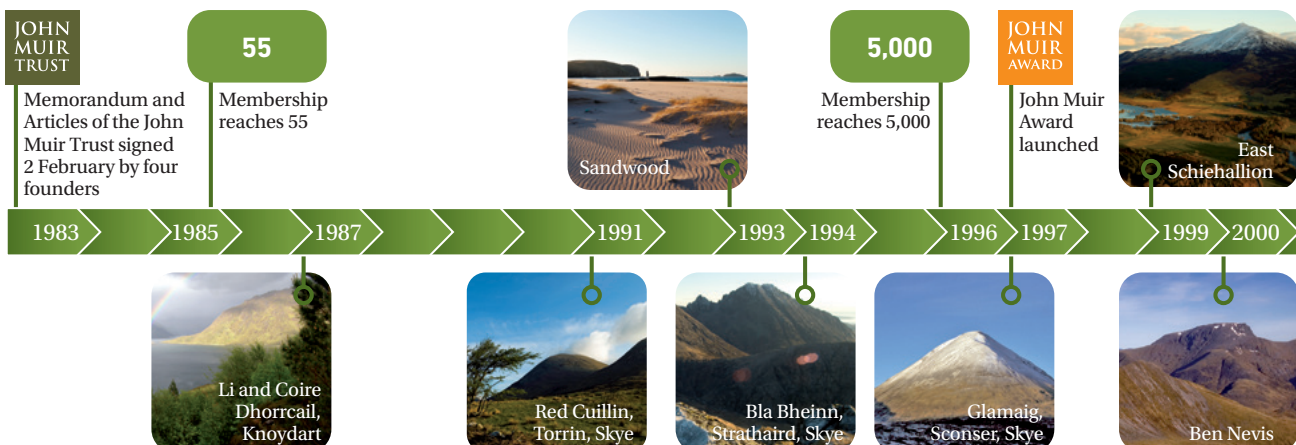 JOHN
MUIR
TRUST
Memorandum and
Articles of the John
Muir Trust signed
2 February by four
founders
55
Membership
reaches 55
Sandwood
5,000
Membership
reaches 5,000
JOHN
MUIR
AWARD
John Muir
Award
launched
East
Schiehallion
1983
1985
1987
1991
1993
1994
1996
1997
1999
2000
Li and Coire
Dhorrcail,
Knoydart
Red Cuillin,
Torrin, Skye
Bla Bheinn,
Strathaird, Skye
Glamaig,
Sconser, Skye
Ben Nevis